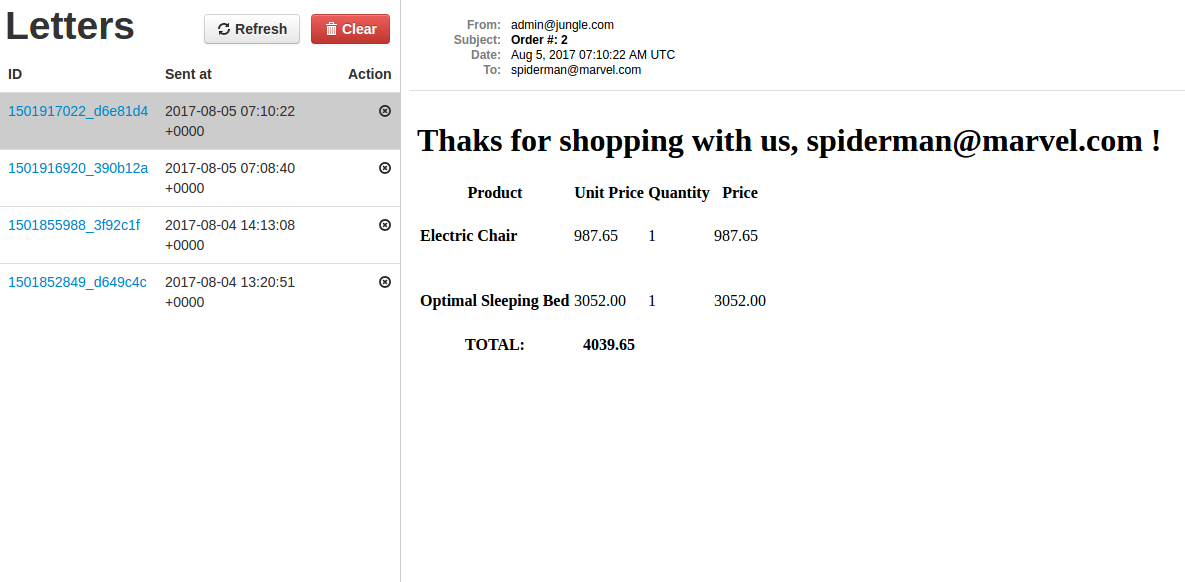 Letters
Refresh
Clear
ID Sent at Action
1501917022_d6e81d4 2017-08-05 07:10:22
+0000
1501916920_390b12a 2017-08-05 07:08:40
+0000
1501855988_3f92c1f 2017-08-04 14:13:08
+0000
1501852849_d649c4c 2017-08-04 13:20:51
+0000
From: admin@jungle.com
Subject: Order #: 2
Date: Aug 5, 2017 07:10:22 AM UTC
To: spiderman@marvel.com
Thaks for shopping with us, spiderman@marvel.com !
Product Unit Price Quantity Price
Electric Chair 987.65 1 987.65
Optimal Sleeping Bed 3052.00 1 3052.00
TOTAL: 4039.65